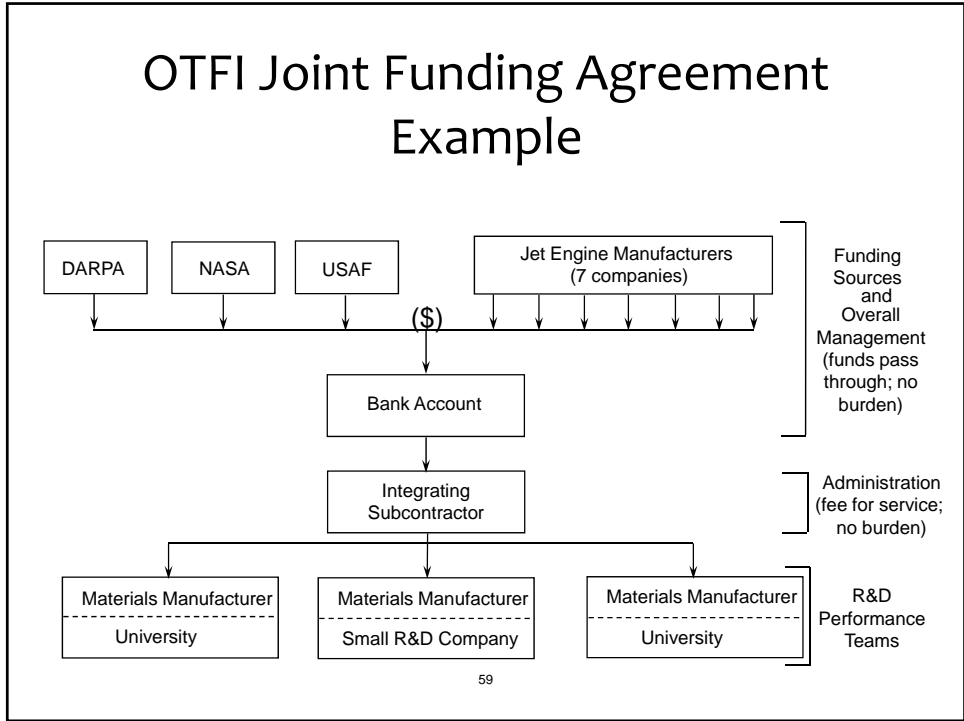 OTFI Joint Funding Agreement
Example
DARPA
NASA
USAF
Jet Engine Manufacturers
(7 companies)
($)
Bank Account
Integrating
Subcontractor
Materials Manufacturer
University
Materials Manufacturer
Small R&D Company
Materials Manufacturer
University
Funding
Sources
and
Overall
Management
(funds pass
through; no
burden)
Administration
(fee for service;
no burden)
R&D
Performance
Teams
59